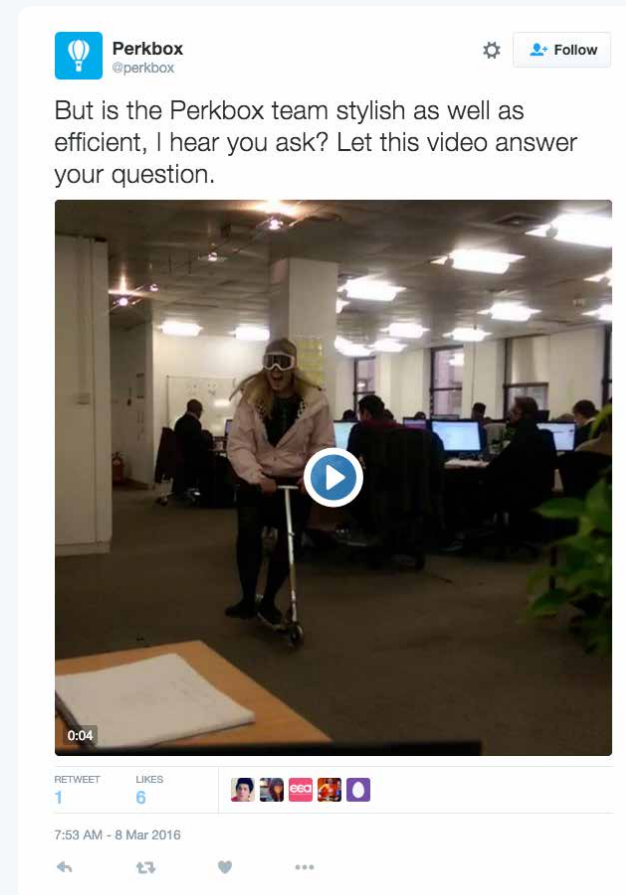 Perkbox
@perkbox
Follow
But is the Perkbox team stylish as well as
efficient, I hear you ask? Let this video answer
your question.
0:04
RETWEET
LIKES
1
6
eea
7:53 AM - 8 Mar 2016